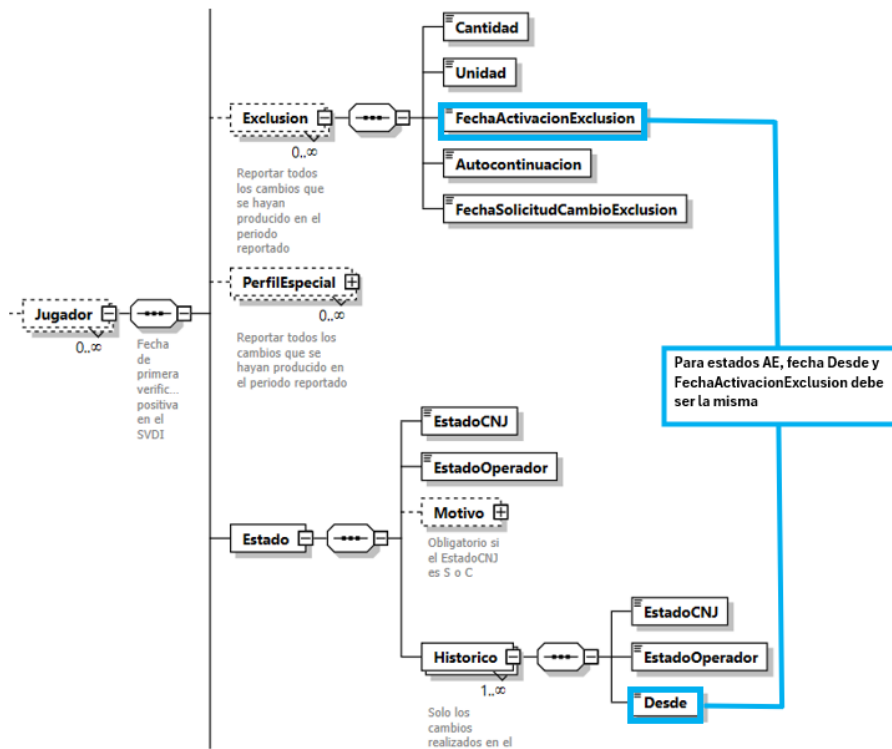 Cantidad
Unidad
FechaActivacionExclusion
Autocontinuacion
FechaSolicitudCambioExclusion
Exclusion
0..∞
Reportar todos
los cambios que
se hayan
producido en el
periodo
reportado
PerfilEspecial
0..∞
Reportar todos los
cambios que se
hayan producido en
el periodo reportado
Jugador
0..∞
Fecha
de
primera
verific...
positiva
en el
SVDI
Para estados AE, fecha Desde y
FechaActivacionExclusion debe
ser la misma
EstadoCNJ
EstadoOperador
Motivo
Obligatorio si
el EstadoCNJ
es S o C
Estado
Historico
1..∞
Solo los
cambios
realizados en el
EstadoCNJ
EstadoOperador
Desde